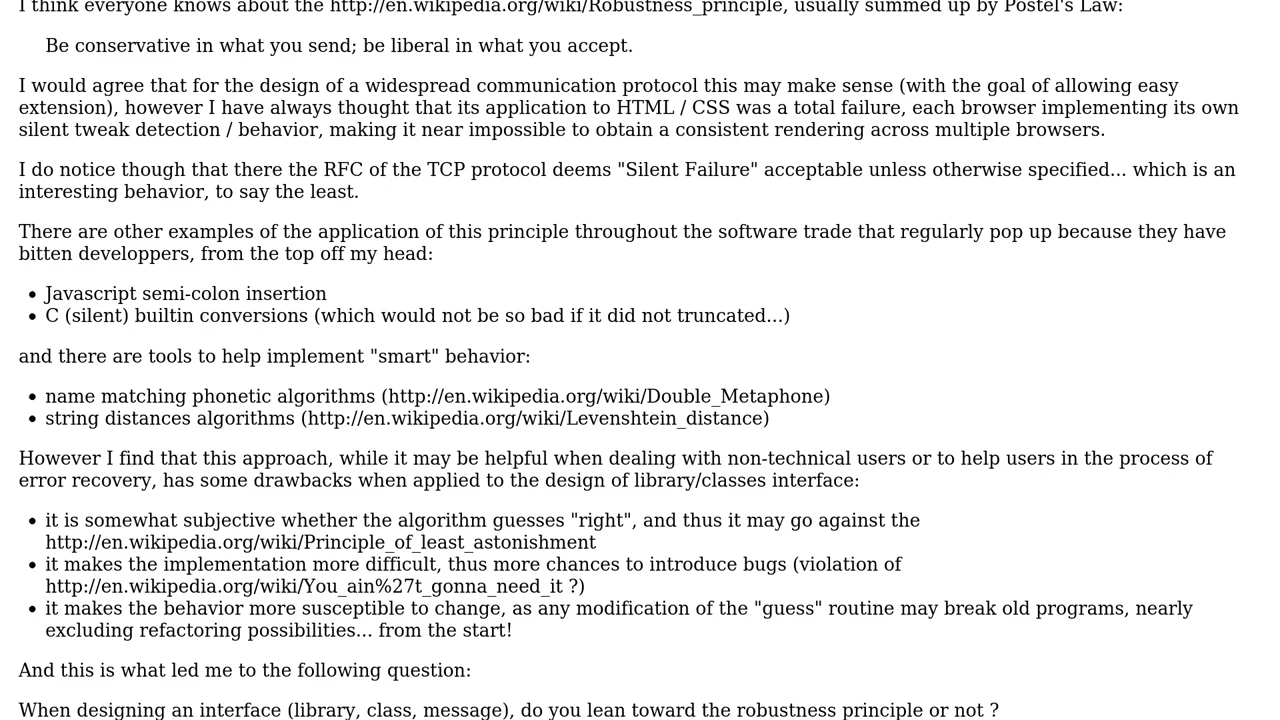 I think everyone knows about the http://en.wikipedia.org/wiki/Robustness_principle, usually summed up by Postel's Law:
Be conservative in what you send; be liberal in what you accept.
I would agree that for the design of a widespread communication protocol this may make sense (with the goal of allowing easy
extension), however I have always thought that its application to HTML / CSS was a total failure, each browser implementing its own
silent tweak detection / behavior, making it near impossible to obtain a consistent rendering across multiple browsers.
I do notice though that there the RFC of the TCP protocol deems "Silent Failure" acceptable unless otherwise specified... which is an
interesting behavior, to say the least.
There are other examples of the application of this principle throughout the software trade that regularly pop up because they have
bitten developpers, from the top off my head:
• Javascript semi-colon insertion
• C (silent) builtin conversions (which would not be so bad if it did not truncated...)
and there are tools to help implement "smart" behavior:
• name matching phonetic algorithms (http://en.wikipedia.org/wiki/Double_Metaphone)
• string distances algorithms (http://en.wikipedia.org/wiki/Levenshtein_distance)
However I find that this approach, while it may be helpful when dealing with non-technical users or to help users in the process of
error recovery, has some drawbacks when applied to the design of library/classes interface:
• it is somewhat subjective whether the algorithm guesses "right", and thus it may go against the
http://en.wikipedia.org/wiki/Principle_of_least_astonishment
• it makes the implementation more difficult, thus more chances to introduce bugs (violation of
http://en.wikipedia.org/wiki/You_ain%27t_gonna_need_it ?)
• it makes the behavior more susceptible to change, as any modification of the "guess" routine may break old programs, nearly
excluding refactoring possibilities... from the start!
And this is what led me to the following question:
When designing an interface (library, class, message), do you lean toward the robustness principle or not ?